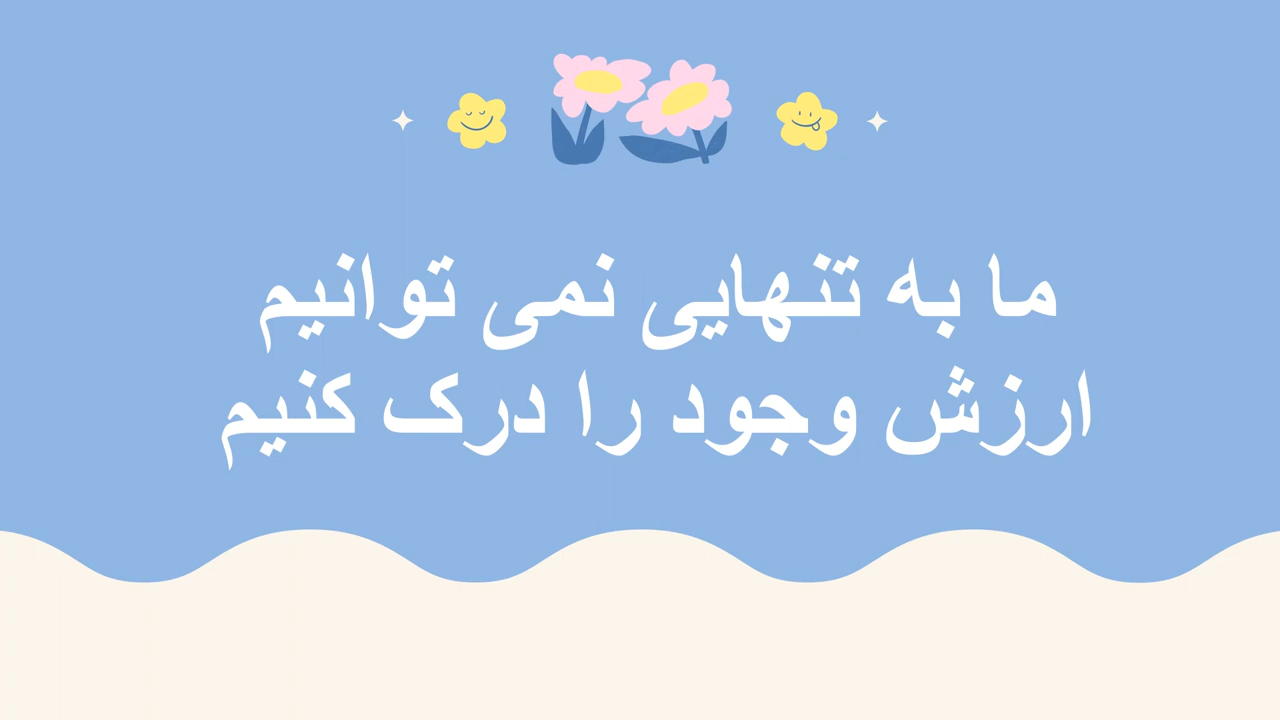 ما به تنهایی نمی توانیم
ارزش وجود را درک کنیم